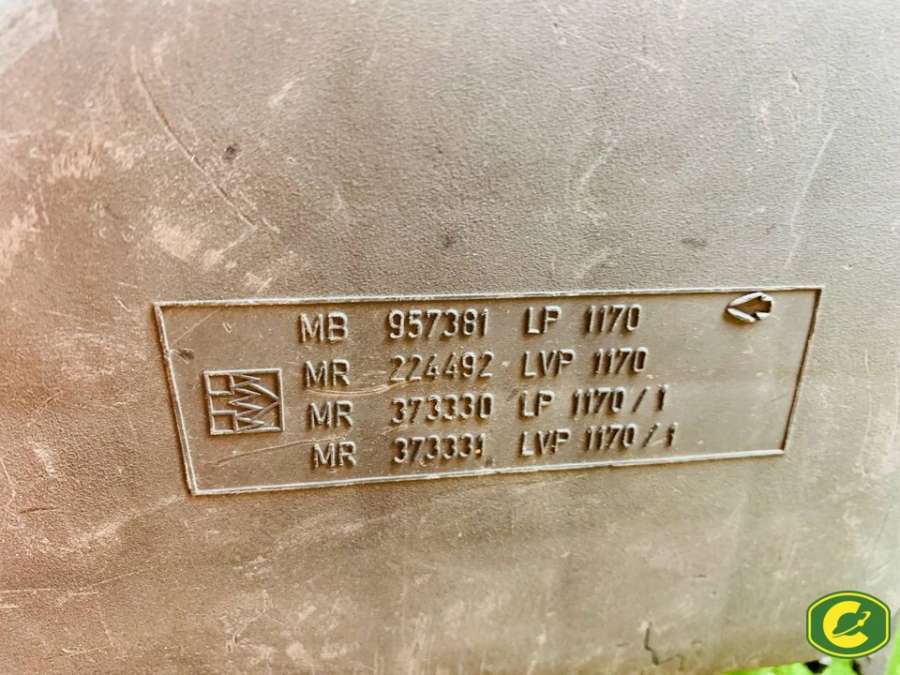 MB 957381 LP 1170
MR 224492 LVP 1170
MR 373330 LP 1170/1
MR 373331 LVP 1170/1